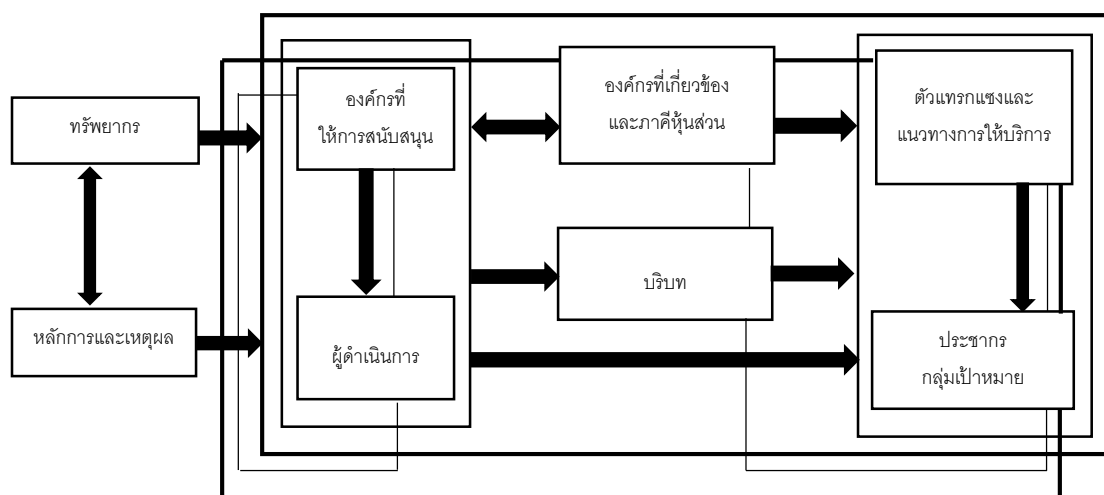 ทรัพยากร
หลักการและเหตุผล
องค์กรที่
ให้การสนับสนุน
ผู้ดำเนินการ
องค์กรที่เกี่ยวข้อง
และภาคีหุ้นส่วน
บริบท
ตัวแทรกแซงและ
แนวทางการให้บริการ
ประชากร
กลุ่มเป้าหมาย